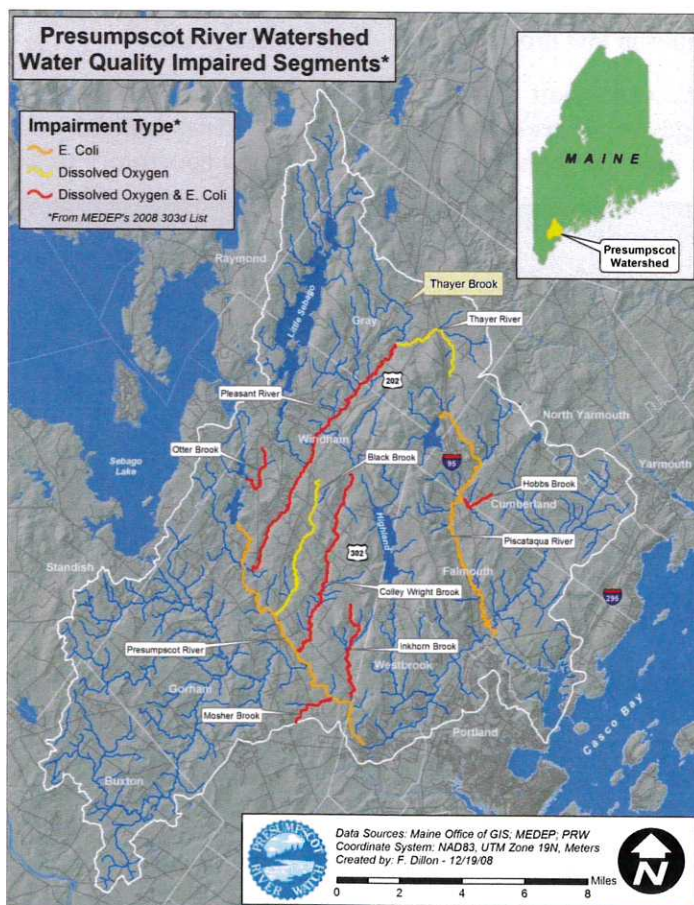 Presumpscot River Watershed
Water Quality Impaired Segments*
Impairment Type*
E. Coli
Dissolved Oxygen
Dissolved Oxygen & E. Coli
*From MEDEP's 2008 303d List
MAINE
Presumpscot
Watershed
Raymond
Thayer Brook
Little Sebago
Gray
Thayer River
202
Pleasant River
North Yarmouth
Windham
Otter Brook
Black Brook
Yarmouth
Sebago
Lake
95
Hobbs Brook
Cumberland
Highland
302
Piscataqua River
Standish
Falmouth
Colley Wright Brook
295
Presumpscot River
Inkhorn Brook
Westbrook
Gorham
Mosher Brook
Portland
Casco Bay
Buxton
PRESUMPSCOT
RIVER WATCH
Data Sources: Maine Office of GIS; MEDEP; PRW
Coordinate System: NAD83, UTM Zone 19N, Meters
Created by: F. Dillon - 12/19/08
Miles
0 2 4 8
N